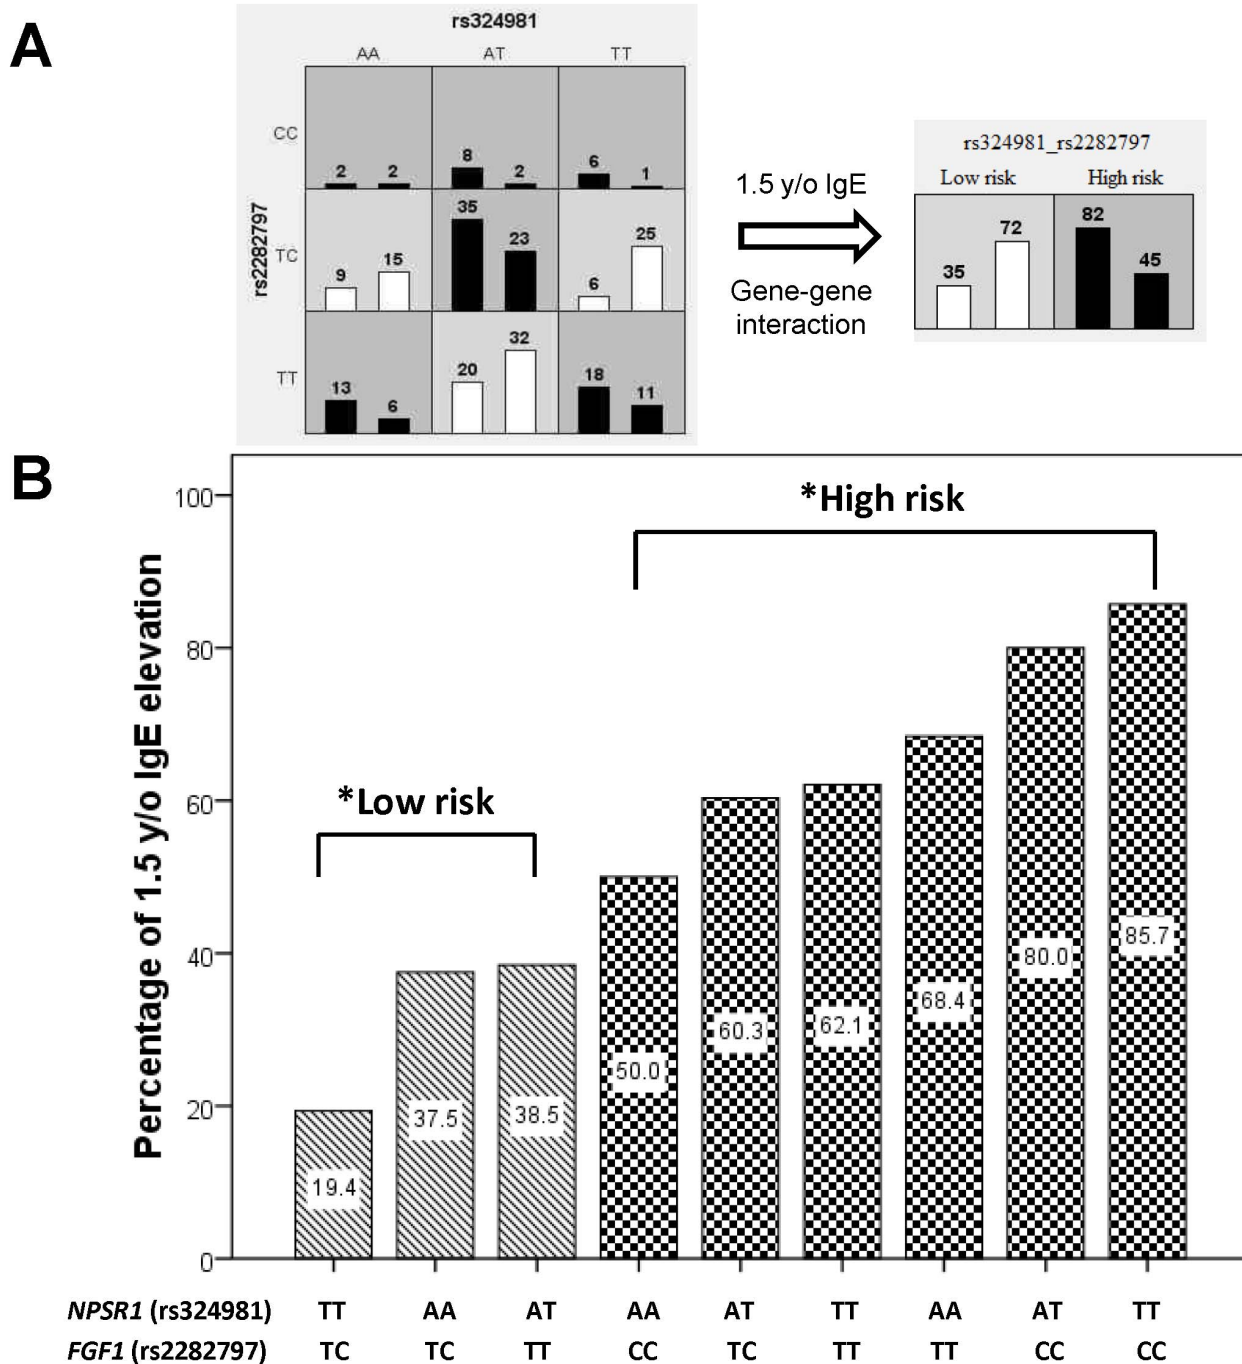 A
rs324981
AA AT TT
rs2282797
CC
2 2 8 2 6 1
TC
9 15 35 23 6 25
TT
13 6 20 32 18 11
1.5 y/o IgE
Gene-gene
interaction
rs324981_rs2282797
Low risk High risk
35 72 82 45
B
Percentage of 1.5 y/o IgE elevation
100
80
60
40
20
0
*High risk
*Low risk
19.4 37.5 38.5 50.0 60.3 62.1 68.4 80.0 85.7
NPSR1 (rs324981) TT AA AT AA AT TT AA AT TT
FGF1 (rs2282797) TC TC TT CC TC TT TT CC CC